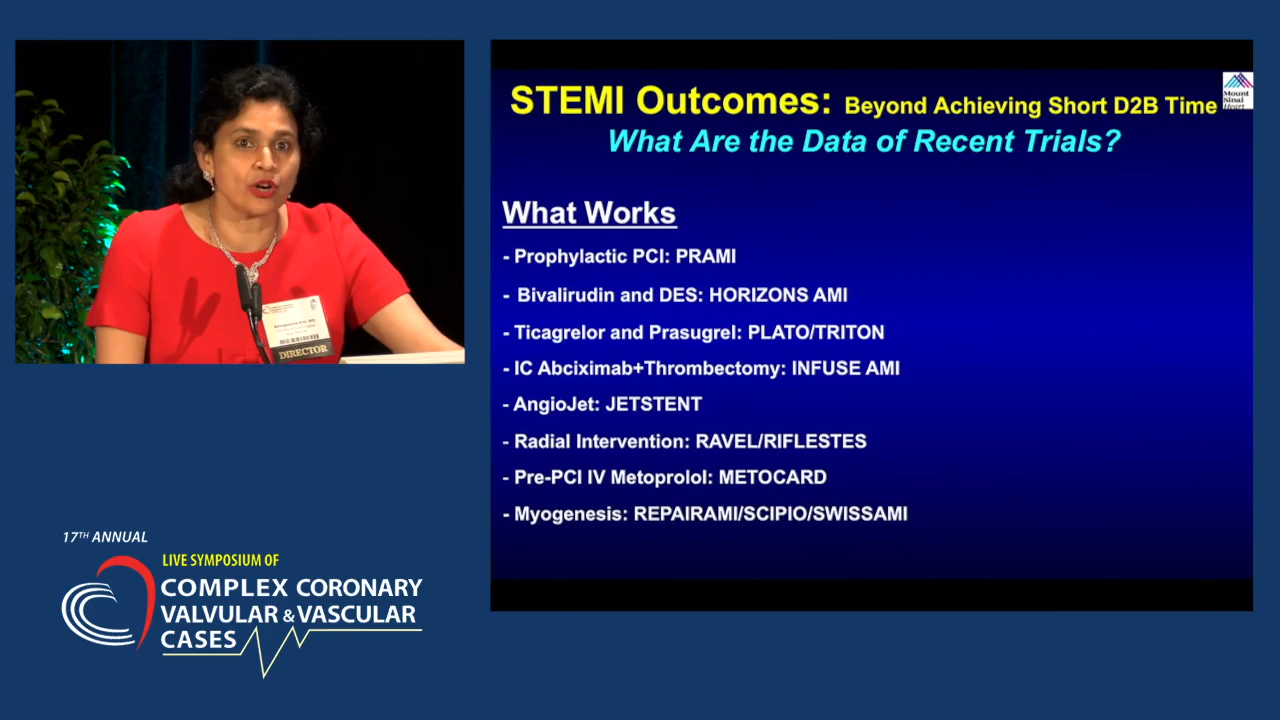 STEMI Outcomes: Beyond Achieving Short D2B Time
Mount
Sinai
Heart
What Are the Data of Recent Trials?
What Works
- Prophylactic PCI: PRAMI
- Bivalirudin and DES: HORIZONS AMI
- Ticagrelor and Prasugrel: PLATO/TRITON
- IC Abciximab+Thrombectomy: INFUSE AMI
- AngioJet: JETSTENT
- Radial Intervention: RAVEL/RIFLESTES
- Pre-PCI IV Metoprolol: METOCARD
- Myogenesis: REPAIRAMI/SCIPIO/SWISSAMI
DIRECTOR
17TH ANNUAL
LIVE SYMPOSIUM OF
COMPLEX CORONARY
VALVULAR & VASCULAR
CASES